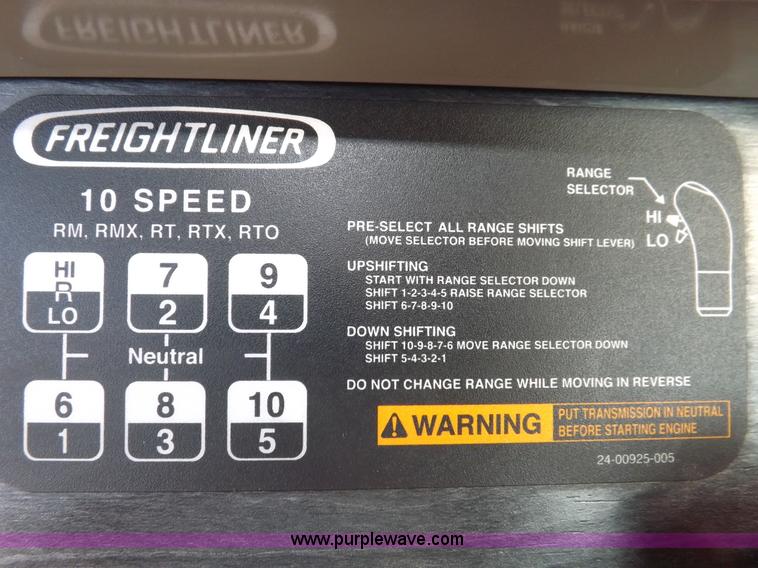 FREIGHTLINER
FREIGHTLINER
10 SPEED
RM, RMX, RT, RTX, RTO
HI
R
LO
7
2
9
4
Neutral
6
1
8
3
10
5
RANGE
SELECTOR
HI
LO
PRE-SELECT ALL RANGE SHIFTS
(MOVE SELECTOR BEFORE MOVING SHIFT LEVER)
UPSHIFTING
START WITH RANGE SELECTOR DOWN
SHIFT 1-2-3-4-5 RAISE RANGE SELECTOR
SHIFT 6-7-8-9-10
DOWN SHIFTING
SHIFT 10-9-8-7-6 MOVE RANGE SELECTOR DOWN
SHIFT 5-4-3-2-1
DO NOT CHANGE RANGE WHILE MOVING IN REVERSE
WARNING
PUT TRANSMISSION IN NEUTRAL
BEFORE STARTING ENGINE
24-00925-005
www.purplewave.com